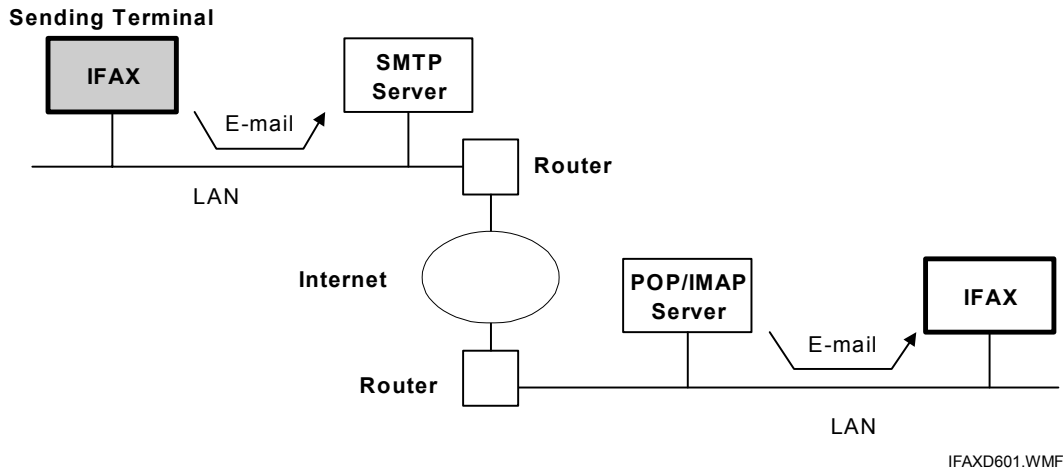 Sending Terminal
IFAX
SMTP
Server
E-mail
Router
LAN
Internet
POP/IMAP
Server
IFAX
E-mail
Router
LAN
IFAXD601.WMF